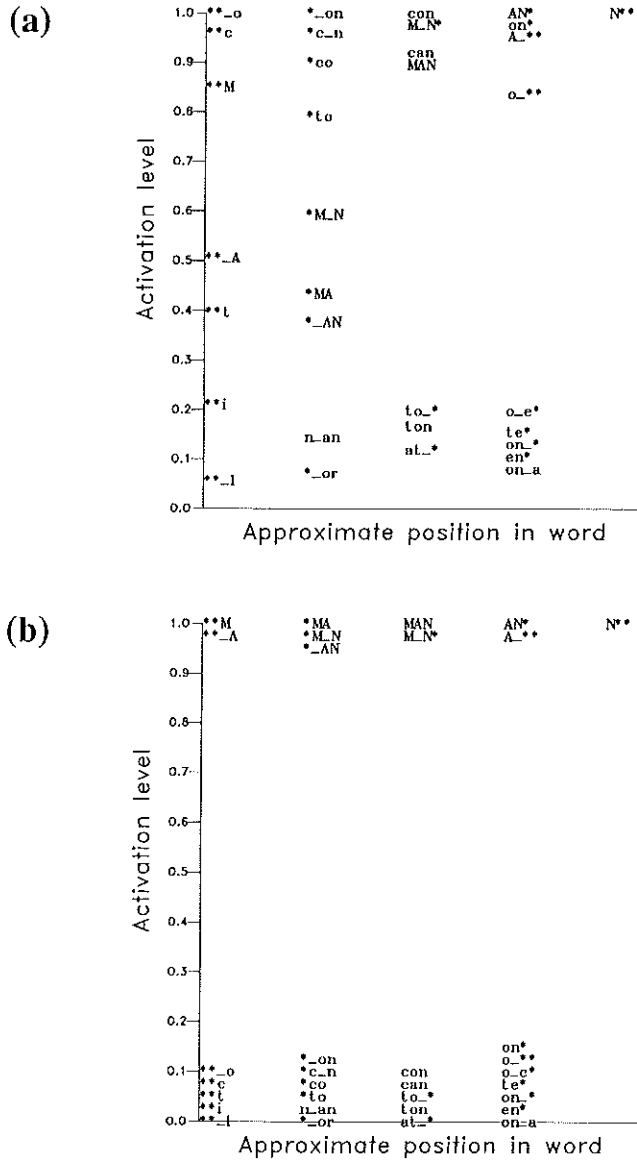 (a)
Activation level
1.0
0.9
0.8
0.7
0.6
0.5
0.4
0.3
0.2
0.1
0.0
**_o
**c
**M
**_A
**t
**i
**_l
*_on
*c_n
*co
*to
*M_N
*MA
*_AN
n_an
*_or
con
M_N*
can
MAN
to_*
ton
at_*
AN*
on*
A_**
o_**
o_e*
te*
on_*
en*
on_a
N**
Approximate position in word
(b)
Activation level
1.0
0.9
0.8
0.7
0.6
0.5
0.4
0.3
0.2
0.1
0.0
**M
**_A
**_o
**c
**t
**i
**_l
*MA
*M_N
*_AN
*_on
*c_n
*co
*to
n_an
*_or
MAN
M_N*
con
can
to_*
ton
at_*
AN*
A_**
on*
o_**
te*
on_*
en*
on_a
N**
Approximate position in word